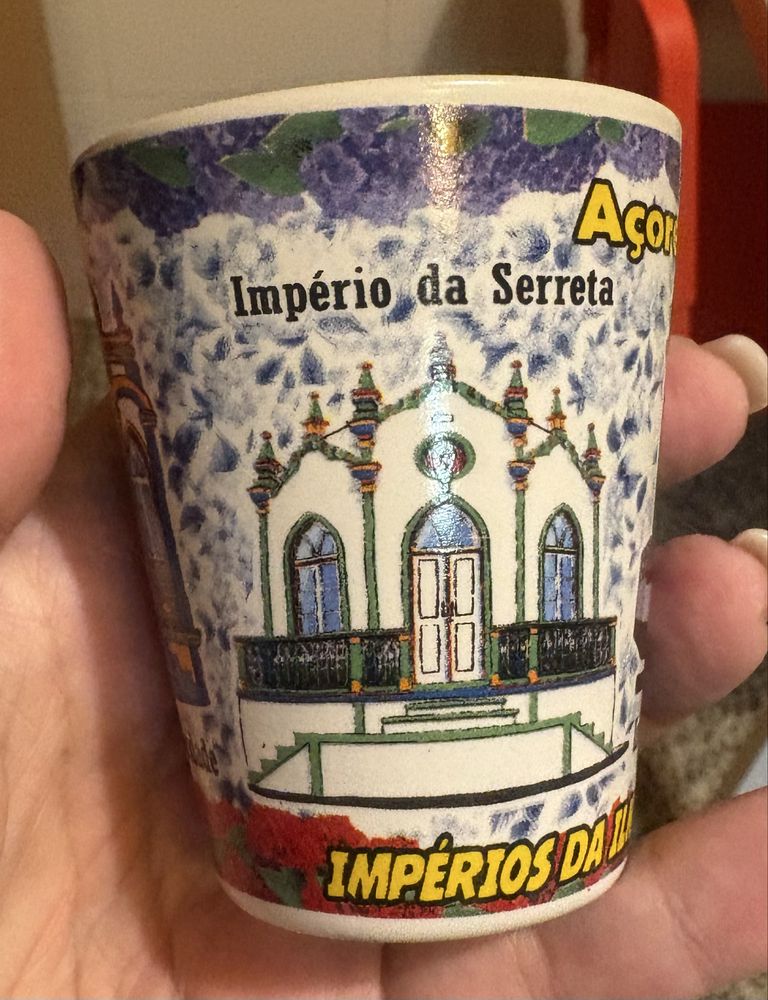 Açor
Império da Serreta
IMPÉRIOS DA IL